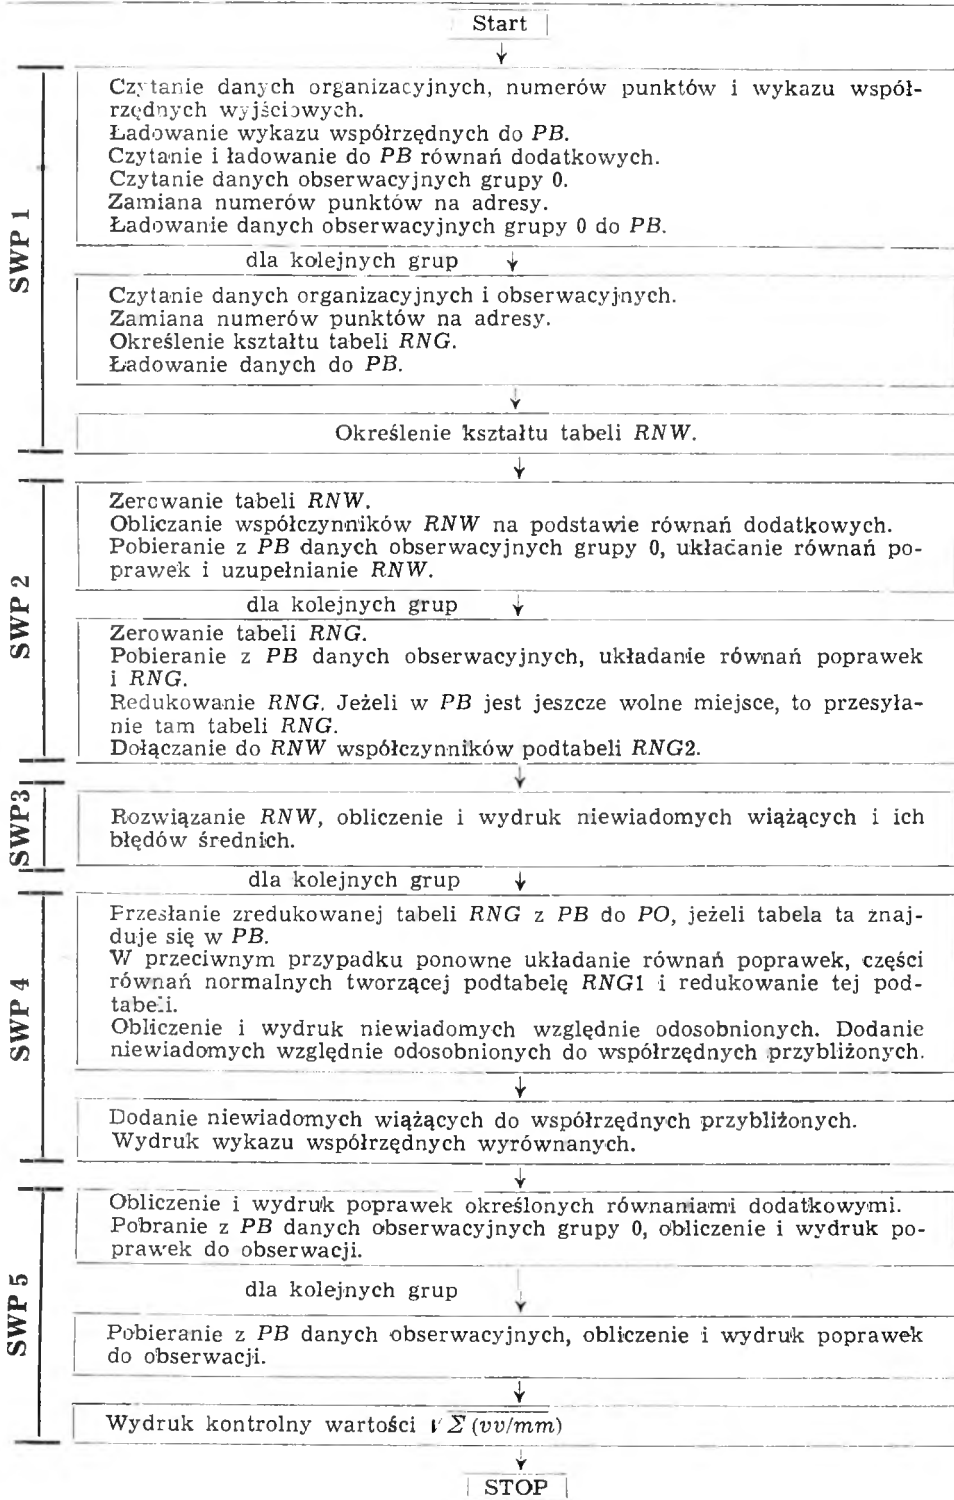 Start
SWP 1
Czytanie danych organizacyjnych, numerów punktów i wykazu współ-
rzędnych wyjściowych.
Ładowanie wykazu współrzędnych do PB.
Czytanie i ładowanie do PB równań dodatkowych.
Czytanie danych obserwacyjnych grupy 0.
Zamiana numerów punktów na adresy.
Ładowanie danych obserwacyjnych grupy 0 do PB.
dla kolejnych grup
Czytanie danych organizacyjnych i obserwacyjnych.
Zamiana numerów punktów na adresy.
Określenie kształtu tabeli RNG.
Ładowanie danych do PB.
Określenie kształtu tabeli RNW.
SWP 2
Zerowanie tabeli RNW.
Obliczanie współczynników RNW na podstawie równań dodatkowych.
Pobieranie z PB danych obserwacyjnych grupy 0, układanie równań po-
prawek i uzupełnianie RNW.
dla kolejnych grup
Zerowanie tabeli RNG.
Pobieranie z PB danych obserwacyjnych, układanie równań poprawek
i RNG.
Redukowanie RNG. Jeżeli w PB jest jeszcze wolne miejsce, to przesyła-
nie tam tabeli RNG.
Dołączanie do RNW współczynników podtabeli RNG2.
SWP3
Rozwiązanie RNW, obliczenie i wydruk niewiadomych wiążących i ich
błędów średnich.
dla kolejnych grup
SWP 4
Przesłanie zredukowanej tabeli RNG z PB do PO, jeżeli tabela ta znaj-
duje się w PB.
W przeciwnym przypadku ponowne układanie równań poprawek, części
równań normalnych tworzącej podtabelę RNG1 i redukowanie tej pod-
tabeli.
Obliczenie i wydruk niewiadomych względnie odosobnionych. Dodanie
niewiadomych względnie odosobnionych do współrzędnych przybliżonych.
Dodanie niewiadomych wiążących do współrzędnych przybliżonych.
Wydruk wykazu współrzędnych wyrównanych.
SWP 5
Obliczenie i wydruk poprawek określonych równaniami dodatkowymi.
Pobranie z PB danych obserwacyjnych grupy 0, obliczenie i wydruk po-
prawek do obserwacji.
dla kolejnych grup
Pobieranie z PB danych obserwacyjnych, obliczenie i wydruk poprawek
do obserwacji.
Wydruk kontrolny wartości √Σ(vv/mm)
STOP